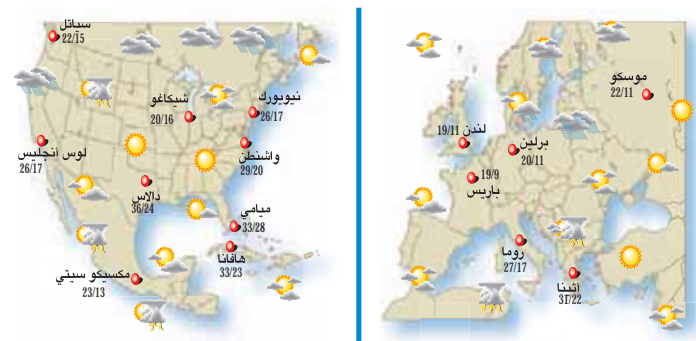 سياتل
22/15
شيكاغو
20/16
نيويورك
26/17
لوس أنجليس
26/17
واشنطن
29/20
دالاس
36/24
ميامي
33/28
هافانا
33/23
مكسيكو سيتي
23/13
موسكو
22/11
لندن 19/11
برلين
20/11
19/9
باريس
روما
27/17
أثينا
31/22